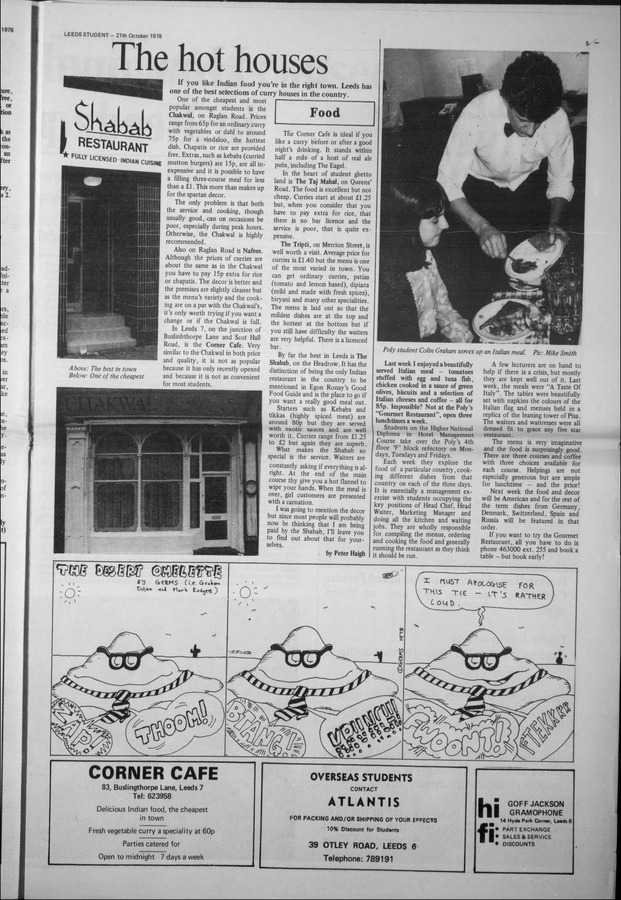 1978
LEEDS STUDENT — 27th October 1978
5
The hot houses
Shabab
RESTAURANT
★ FULLY LICENSED · INDIAN CUISINE
Above: The best in town
Below: One of the cheapest
If you like Indian food you're in the right town. Leeds has
one of the best selections of curry houses in the country.
One of the cheapest and most
popular amongst students is the
Chakwal, on Raglan Road. Prices
range from 65p for an ordinary curry
with vegetables or dahl to around
75p for a vindaloo, the hottest
dish. Chapatis or rice are provided
free. Extras, such as kebabs (curried
mutton burgers) are 15p, are all in-
expensive and it is possible to have
a filling three-course meal for less
than a £1. This more than makes up
for the spartan decor.
The only problem is that both
the service and cooking, though
usually good, can on occasions be
poor, especially during peak hours.
Otherwise, the Chakwal is highly
recommended.
Also on Raglan Road is Nafees.
Although the prices of curries are
about the same as in the Chakwal
you have to pay 15p extra for rice
or chapatis. The decor is better and
the premises are slightly cleaner but
as the menu's variety and the cook-
ing are on a par with the Chakwal's,
it's only worth trying if you want a
change or if the Chakwal is full.
In Leeds 7, on the junction of
Buslinthorpe Lane and Scot Hall
Road, is the Corner Cafe. Very
similar to the Chakwal in both price
and quality, it is not as popular
because it has only recently opened
and because it is not as convenient
for most students.
Food
The Corner Cafe is ideal if you
like a curry before or after a good
night's drinking. It stands within
half a mile of a host of real ale
pubs, including The Eagel.
In the heart of student ghetto
land is The Taj Mahal, on Queens'
Road. The food is excellent but not
cheap. Curries start at about £1.25
but, when you consider that you
have to pay extra for rice, that
there is no bar licence and the
service is poor, that is quite ex-
pensive.
The Tripti, on Merrion Street, is
well worth a visit. Average price for
curries is £1.40 but the menu is one
of the most varied in town. You
can get ordinary curries, patias
(tomato and lemon based), dipiaza
(mild and made with fresh spices),
biryani and many other specialities.
The menu is laid out so that the
mildest dishes are at the top and
the hottest at the bottom but if
you still have difficulty the waiters
are very helpful. There is a licenced
bar.
By far the best in Leeds is The
Shabab, on the Headrow. It has the
distinction of being the only Indian
restaurant in the country to be
mentioned in Egon Ronay's Good
Food Guide and is the place to go if
you want a really good meal out.
Starters such as Kebabs and
tikkas (highly spiced meat) are
around 80p but they are served
with exotic sauces and are well
worth it. Curries range from £1.25
to £2 but again they are superb.
What makes the Shabab so
special is the service. Waiters are
constantly asking if everything is al-
right. At the end of the main
course thy give you a hot flannel to
wipe your hands. When the meal is
over, girl customers are presented
with a carnation.
I was going to mention the decor
but since most people will probably
now be thinking that I am being
paid by the Shabab, I'll leave you
to find out about that for your-
selves.
by Peter Haigh
Poly student Colin Graham serves up an Italian meal. Pic: Mike Smith
Last week I enjoyed a beautifully
served Italian meal – tomatoes
stuffed with egg and tuna fish,
chicken cooked in a sauce of green
olives, biscuits and a selection of
Italian cheeses and coffee – all for
85p. Impossible? Not at the Poly's
"Gourmet Restaurant", open three
lunchtimes a week.
Students on the Higher National
Diploma in Hotel Management
Course take over the Poly's 4th
floor "F" block refectory on Mon-
days, Tuesdays and Fridays.
Each week they explore the
food of a particular country, cook-
ing different dishes from that
country on each of the three days.
It is essentially a management ex-
ercise with students occupying the
key positions of Head Chef, Head
Waiter, Marketing Manager and
doing all the kitchen and waiting
jobs. They are wholly responsible
for compiling the menus, ordering
and cooking the food and generally
running the restaurant as they think
it should be run.
A few lecturers are on hand to
help if there is a crisis, but mostly
they are kept well out of it. Last
week, the meals were "A Taste Of
Italy". The tables were beautifully
set with napkins the colours of the
Italian flag and menues held in a
replica of the leaning tower of Pisa.
The waiters and waitresses were all
dressed fit to grace any five star
restaurant.
The menu is very imaginative
and the food is surprisingly good.
There are three courses and coffee
with three choices available for
each course. Helpings are not
especially generous but are ample
for lunchtime – and the price!
Next week the food and decor
will be American and for the rest of
the term dishes from Germany,
Denmark, Switzerland, Spain and
Russia will be featured in that
order.
If you want to try the Gourmet
Restaurant, all you have to do is
phone 463000 ext. 255 and book a
table – but book early!
THE DESERT OMELETTE
BY GERMS (i.e. Graham
Eaton and Mark Rodgers)
I MUST APOLOGISE FOR
THIS TIE – IT'S RATHER
LOUD.
ZZIP!
THOOM!
BTANG!
VDUNCH!
FWOONT!!
FTEKKKK
CORNER CAFE
83, Buslingthorpe Lane, Leeds 7
Tel: 623958
Delicious Indian food, the cheapest
in town
Fresh vegetable curry a speciality at 60p
Parties catered for
Open to midnight 7 days a week
OVERSEAS STUDENTS
CONTACT
ATLANTIS
FOR PACKING AND/OR SHIPPING OF YOUR EFFECTS
10% Discount for Students
39 OTLEY ROAD, LEEDS 6
Telephone: 789191
hi
fi
GOFF JACKSON
GRAMOPHONE
14 Hyde Park Corner, Leeds 6
• PART EXCHANGE
• SALES & SERVICE
• DISCOUNTS